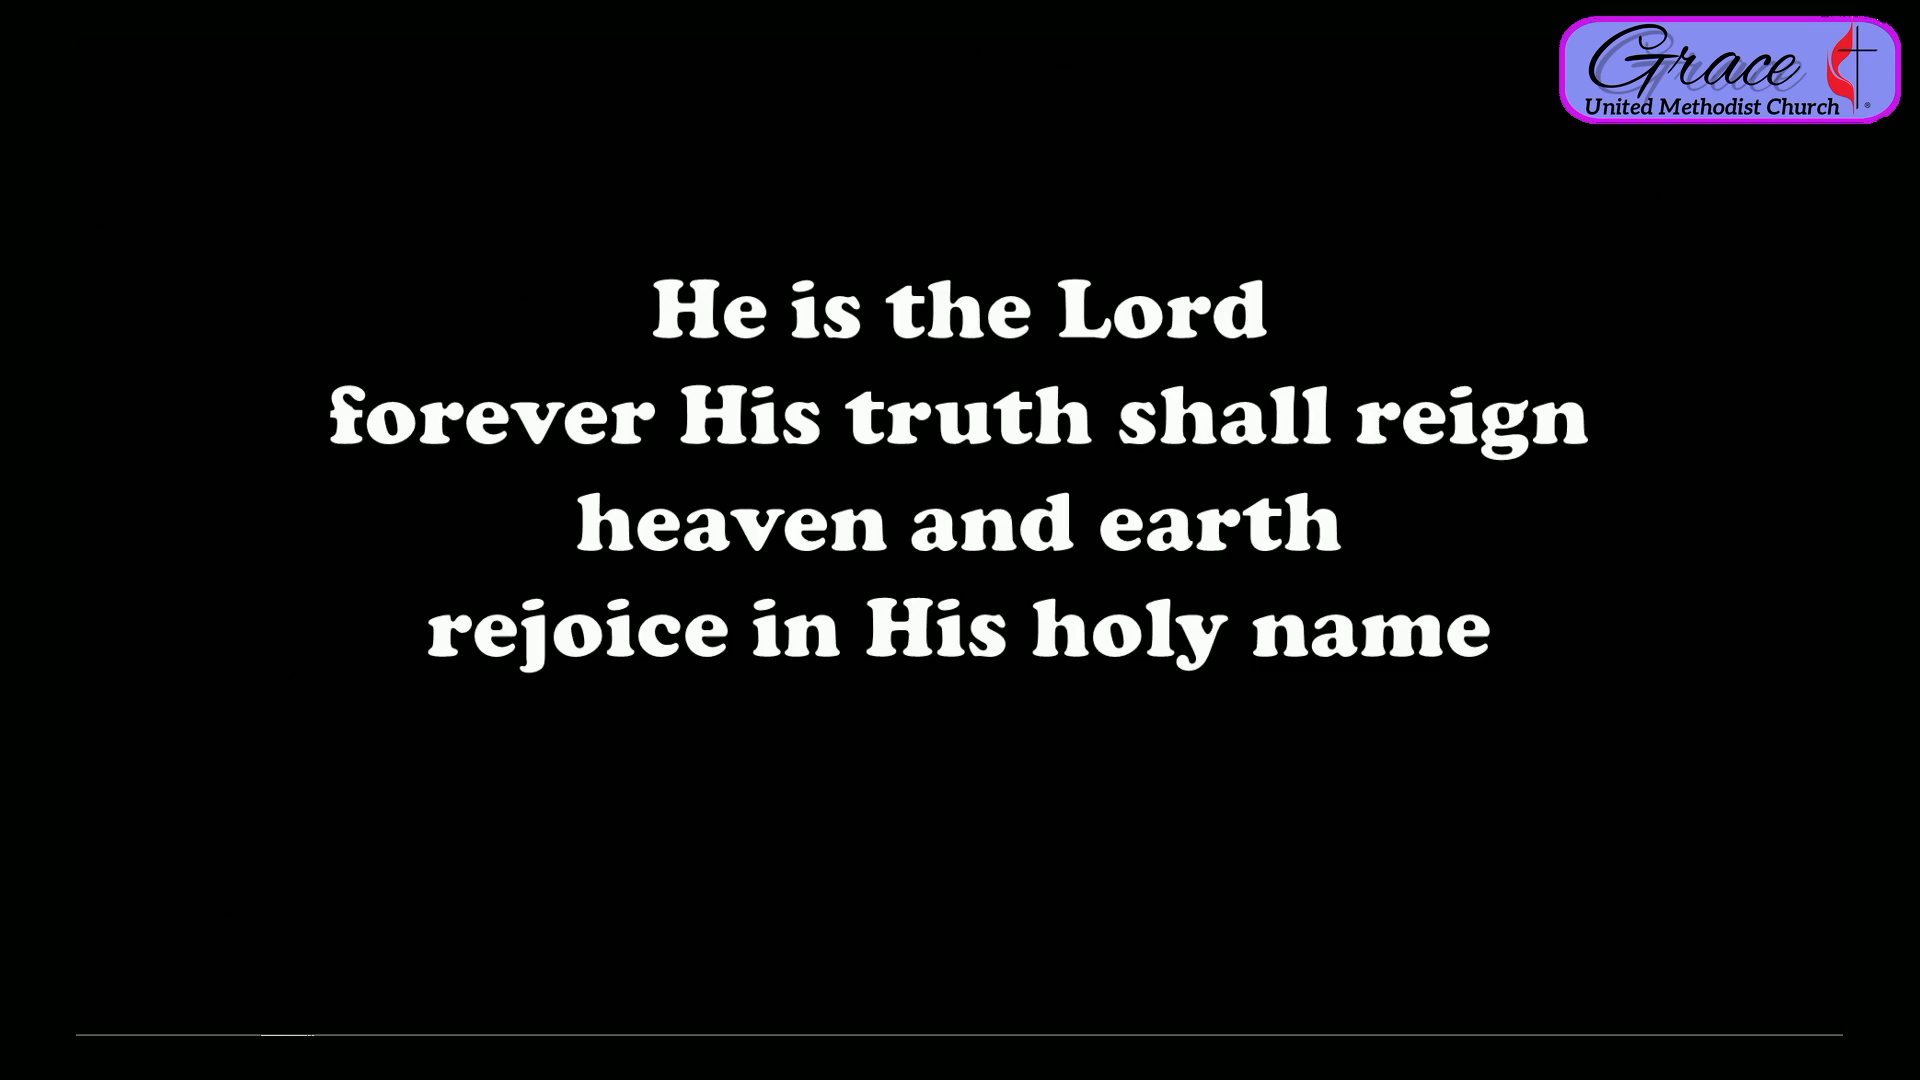 Grace
United Methodist Church ®
He is the Lord
forever His truth shall reign
heaven and earth
rejoice in His holy name